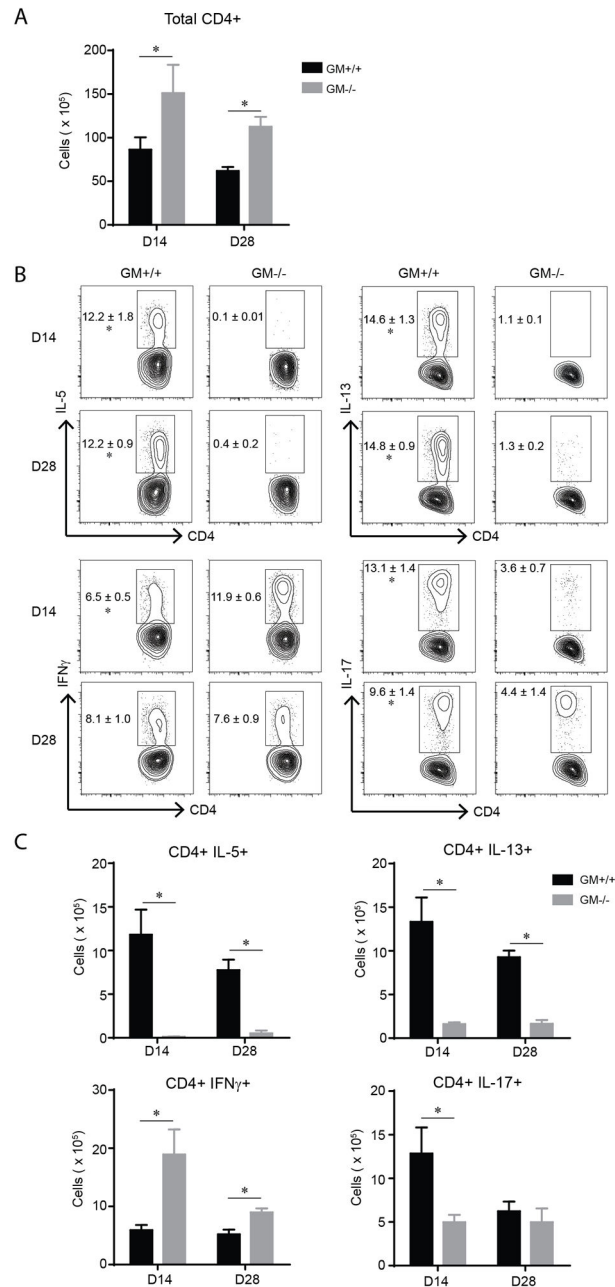 A
Total CD4+
200
150
100
50
0
Cells ( x 10⁵)
*
*
D14
D28
GM+/+
GM-/-
B
GM+/+
GM-/-
GM+/+
GM-/-
D14
12.2 ± 1.8
*
0.1 ± 0.01
14.6 ± 1.3
*
1.1 ± 0.1
IL-5
IL-13
D28
12.2 ± 0.9
*
0.4 ± 0.2
14.8 ± 0.9
*
1.3 ± 0.2
CD4
CD4
D14
6.5 ± 0.5
*
11.9 ± 0.6
13.1 ± 1.4
*
3.6 ± 0.7
IFNγ
IL-17
D28
8.1 ± 1.0
7.6 ± 0.9
9.6 ± 1.4
*
4.4 ± 1.4
CD4
CD4
C
CD4+ IL-5+
20
15
10
5
0
Cells ( x 10⁵)
*
*
D14
D28
CD4+ IL-13+
20
15
10
5
0
Cells ( x 10⁵)
*
*
D14
D28
GM+/+
GM-/-
CD4+ IFNγ+
30
20
10
0
Cells ( x 10⁵)
*
*
D14
D28
CD4+ IL-17+
20
15
10
5
0
Cells ( x 10⁵)
*
D14
D28